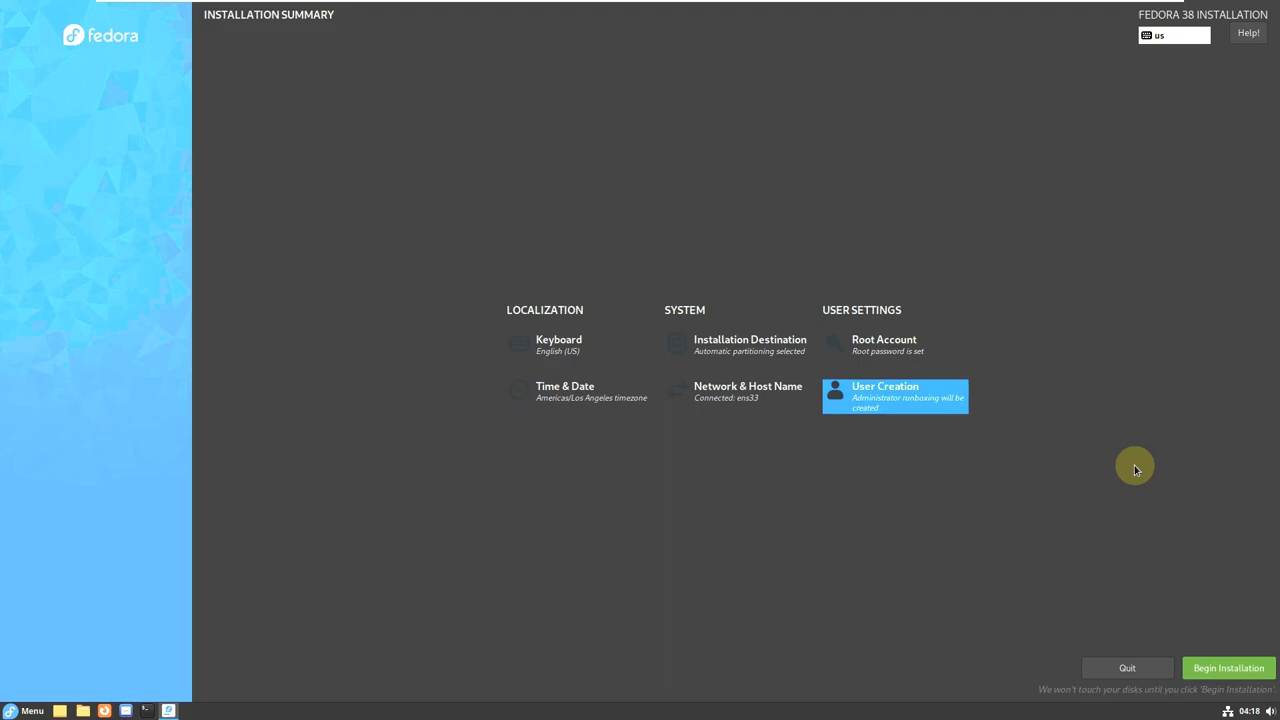 fedora
INSTALLATION SUMMARY
FEDORA 38 INSTALLATION
us
Help!
LOCALIZATION
Keyboard
English (US)
Time & Date
Americas/Los Angeles timezone
SYSTEM
Installation Destination
Automatic partitioning selected
Network & Host Name
Connected: ens33
USER SETTINGS
Root Account
Root password is set
User Creation
Administrator runboxing will be
created
Quit
Begin Installation
We won't touch your disks until you click 'Begin Installation'.
Menu
04:18